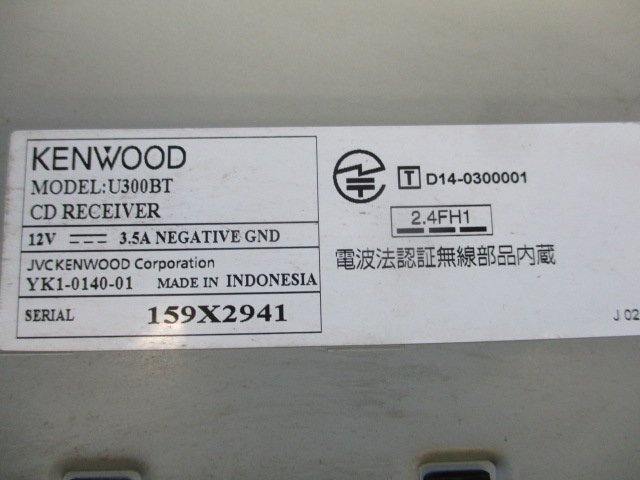 KENWOOD
MODEL:U300BT
CD RECEIVER
12V 3.5A NEGATIVE GND
JVCKENWOOD Corporation
YK1-0140-01 MADE IN INDONESIA
SERIAL 159X2941
T D14-0300001
2.4FH1
電波法認証無線部品内蔵
J 02